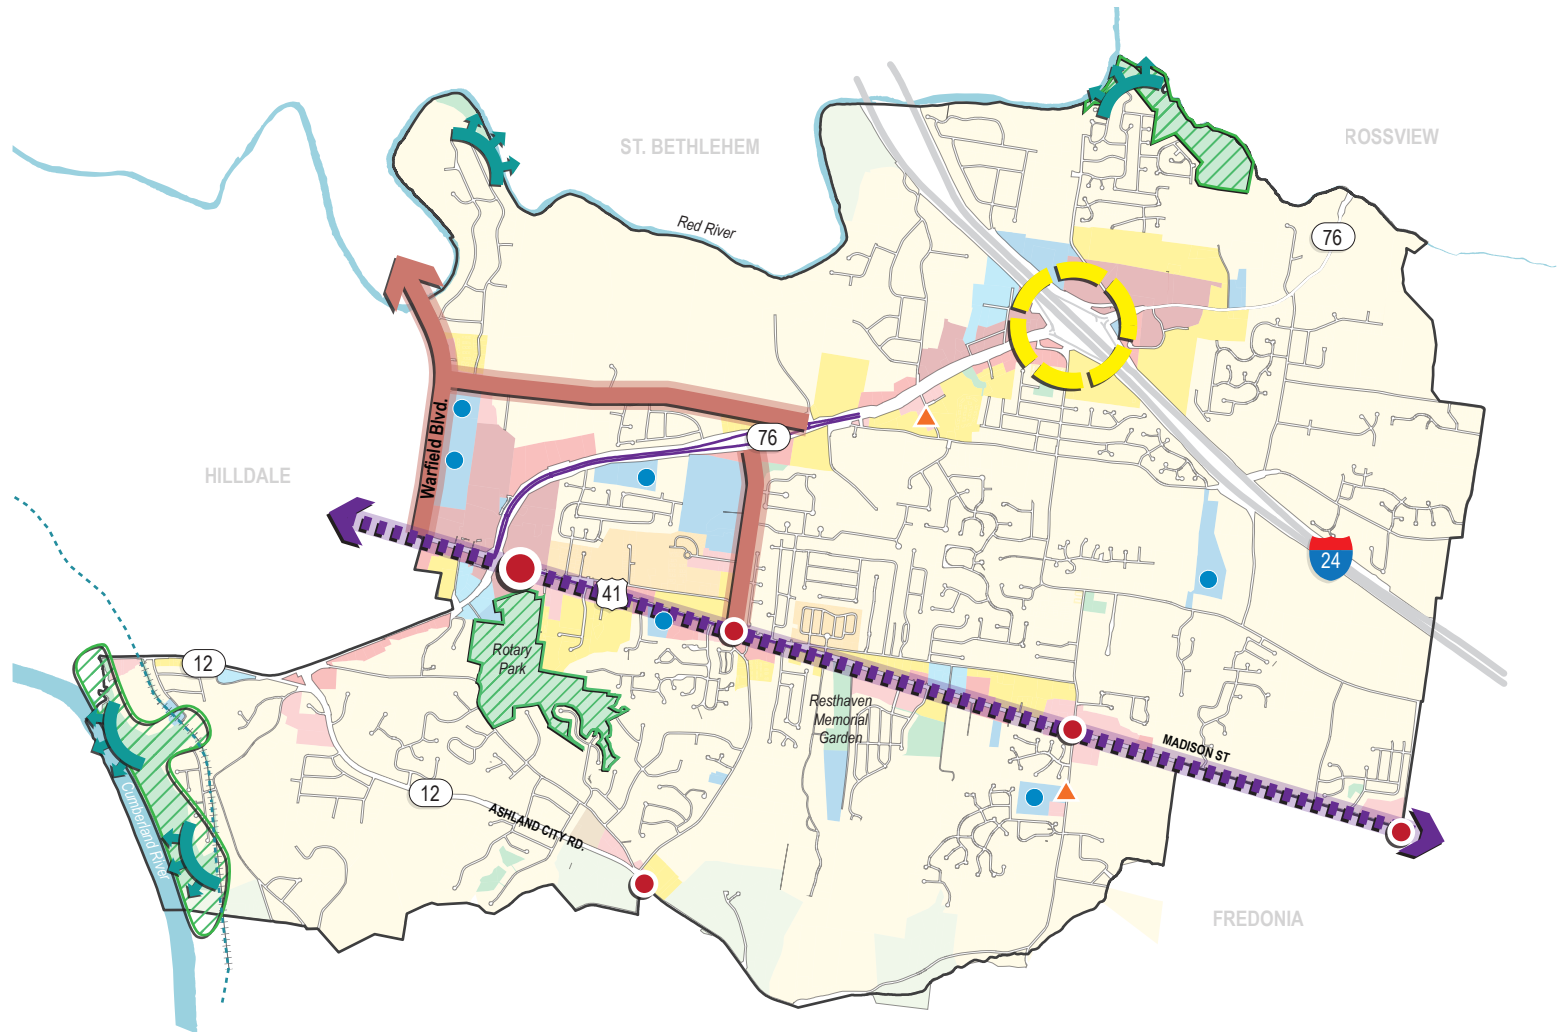 ROSSVIEW
ST. BETHLEHEM
Red River
76
Warfield Blvd.
76
HILLDALE
24
41
Rotary
Park
12
Resthaven
Memorial
Garden
MADISON ST
12
ASHLAND CITY RD.
Cumberland River
FREDONIA